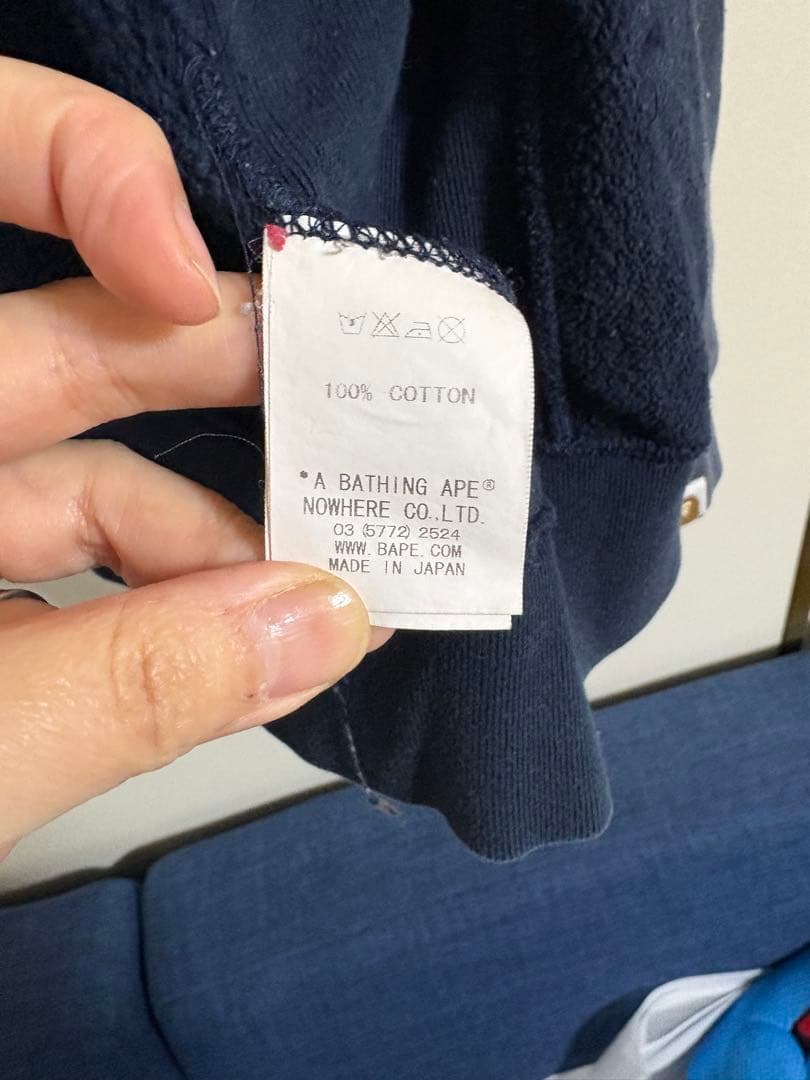 100% COTTON
*A BATHING APE®
NOWHERE CO.,LTD.
03 (5772) 2524
WWW.BAPE.COM
MADE IN JAPAN